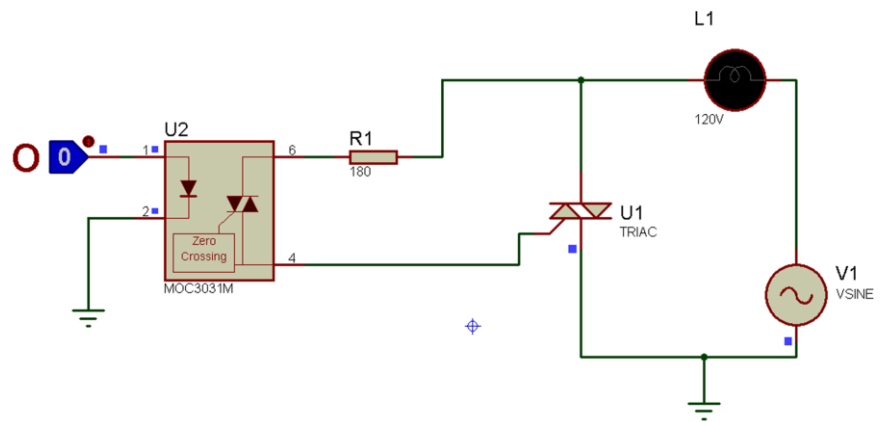 L1
120V
U2
O
0
1
2
6
4
Zero
Crossing
MOC3031M
R1
180
U1
TRIAC
V1
VSINE